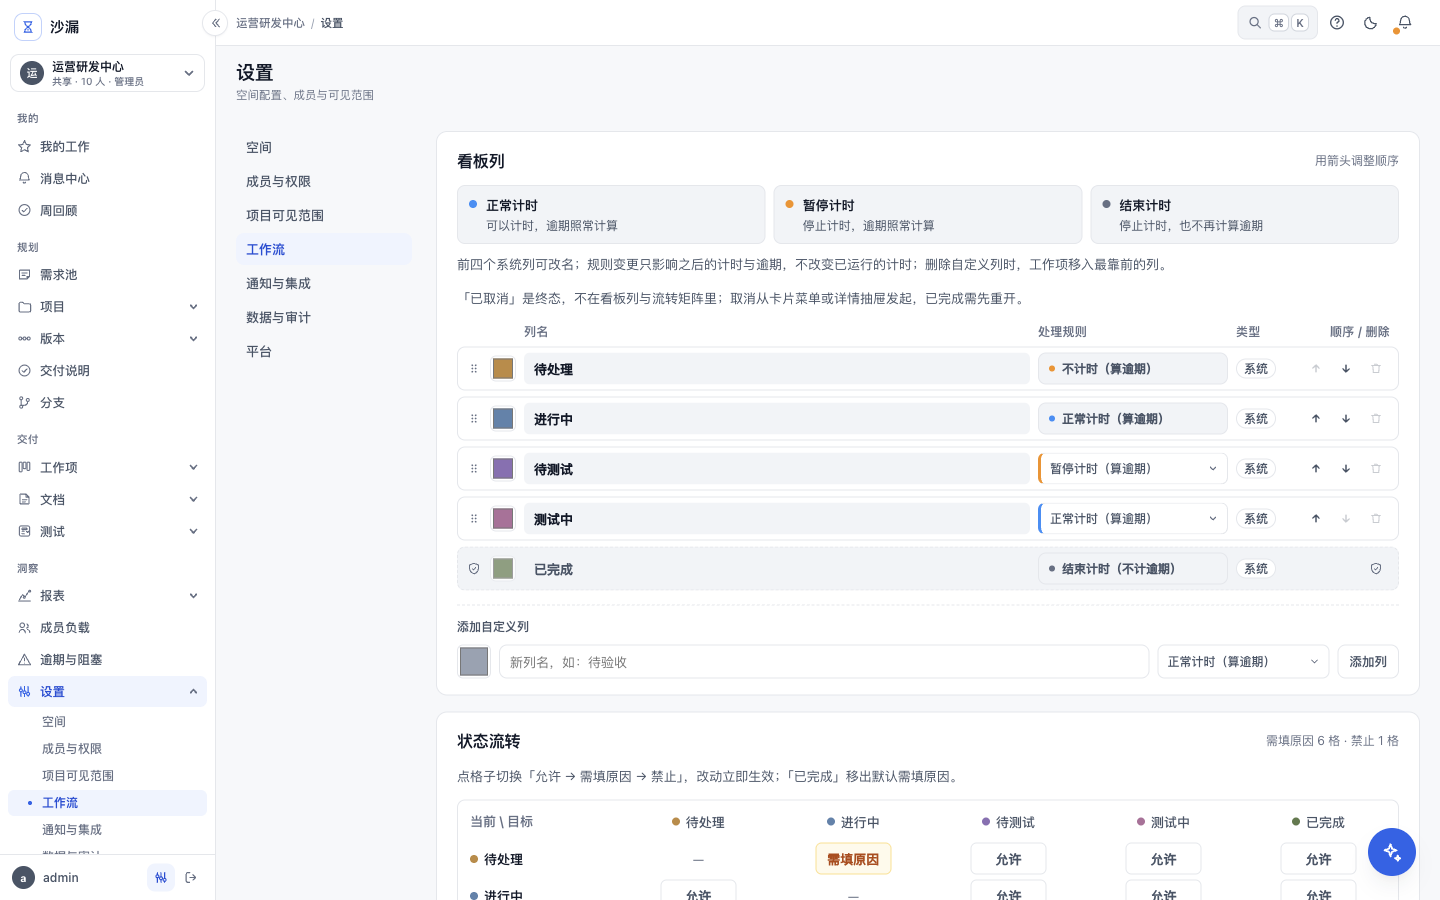 沙漏
运
运营研发中心
共享 · 10 人 · 管理员
我的
我的工作
消息中心
周回顾
规划
需求池
项目
版本
交付说明
分支
交付
工作项
文档
测试
洞察
报表
成员负载
逾期与阻塞
设置
空间
成员与权限
项目可见范围
工作流
通知与集成
数据与审计
a
admin
运营研发中心 / 设置
⌘ K
设置
空间配置、成员与可见范围
空间
成员与权限
项目可见范围
工作流
通知与集成
数据与审计
平台
看板列
用箭头调整顺序
正常计时
可以计时，逾期照常计算
暂停计时
停止计时，逾期照常计算
结束计时
停止计时，也不再计算逾期
前四个系统列可改名；规则变更只影响之后的计时与逾期，不改变已运行的计时；删除自定义列时，工作项移入最靠前的列。
「已取消」是终态，不在看板列与流转矩阵里；取消从卡片菜单或详情抽屉发起，已完成需先重开。
列名 处理规则 类型 顺序 / 删除
待处理 不计时（算逾期） 系统
进行中 正常计时（算逾期） 系统
待测试 暂停计时（算逾期） 系统
测试中 正常计时（算逾期） 系统
已完成 结束计时（不计逾期） 系统
添加自定义列
新列名，如：待验收 正常计时（算逾期） 添加列
状态流转
需填原因 6 格 · 禁止 1 格
点格子切换「允许 → 需填原因 → 禁止」，改动立即生效；「已完成」移出默认需填原因。
当前 \ 目标 待处理 进行中 待测试 测试中 已完成
待处理 — 需填原因 允许 允许 允许
进行中 允许 — 允许 允许 允许